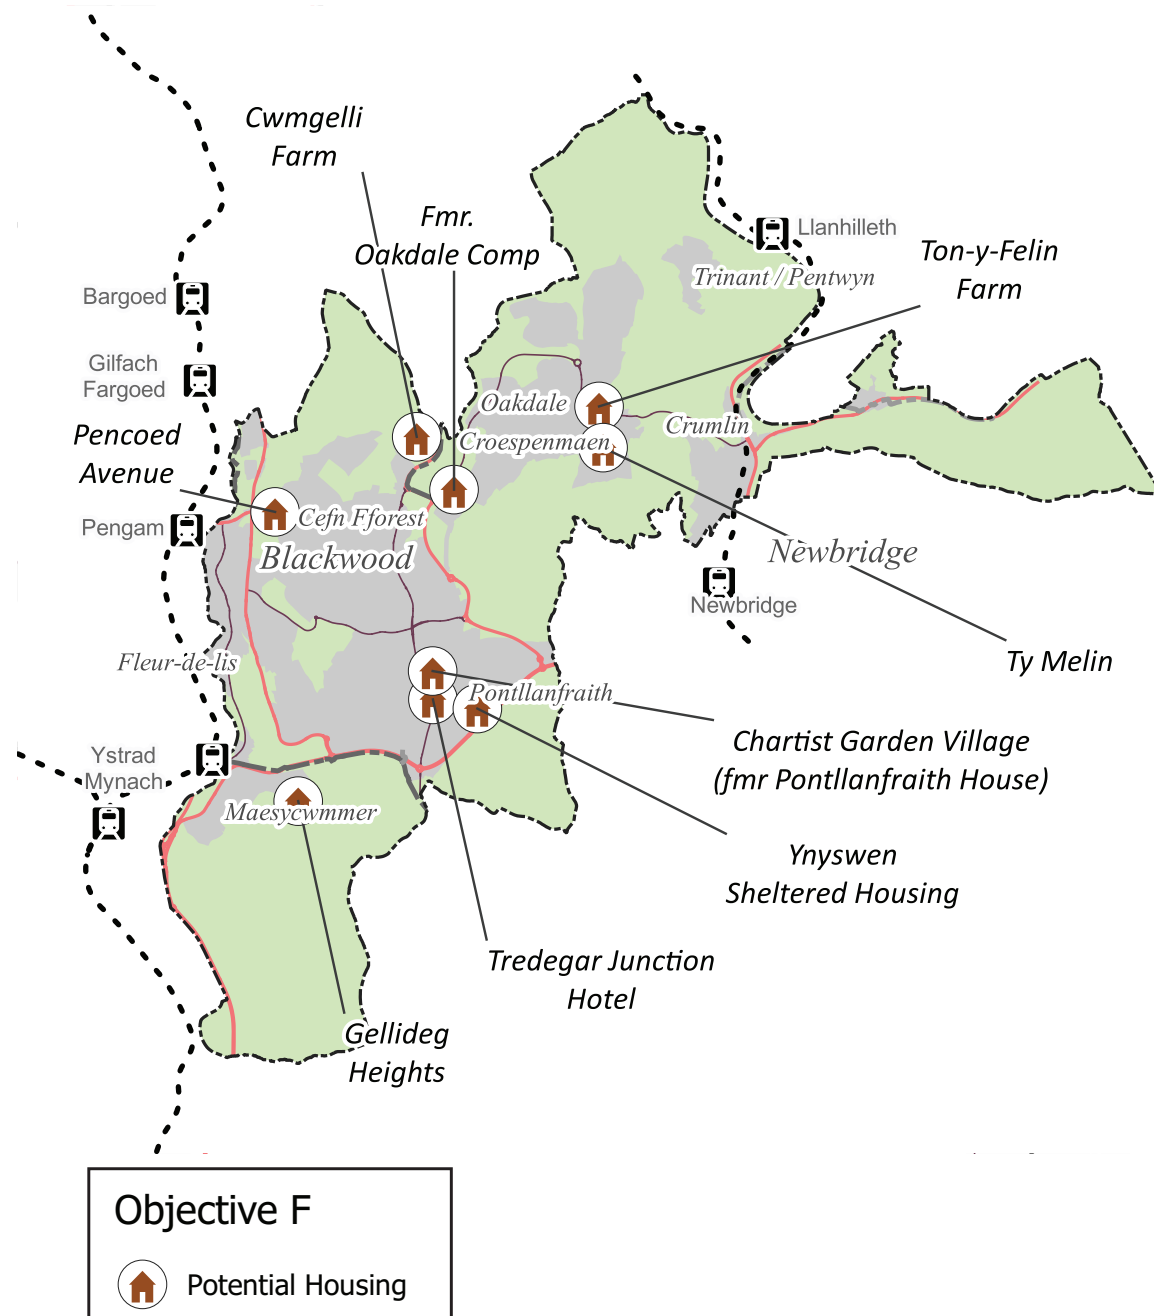 Cwmgelli
Farm
Fmr.
Oakdale Comp
Llanhilleth
Ton-y-Felin
Farm
Trinant / Pentwyn
Bargoed
Gilfach
Fargoed
Oakdale
Crumlin
Croespenmaen
Pencoed
Avenue
Pengam
Cefn Fforest
Blackwood
Newbridge
Newbridge
Fleur-de-lis
Ty Melin
Pontllanfraith
Chartist Garden Village
(fmr Pontllanfraith House)
Ystrad
Mynach
Maesycwmmer
Ynyswen
Sheltered Housing
Tredegar Junction
Hotel
Gellideg
Heights
Objective F
Potential Housing